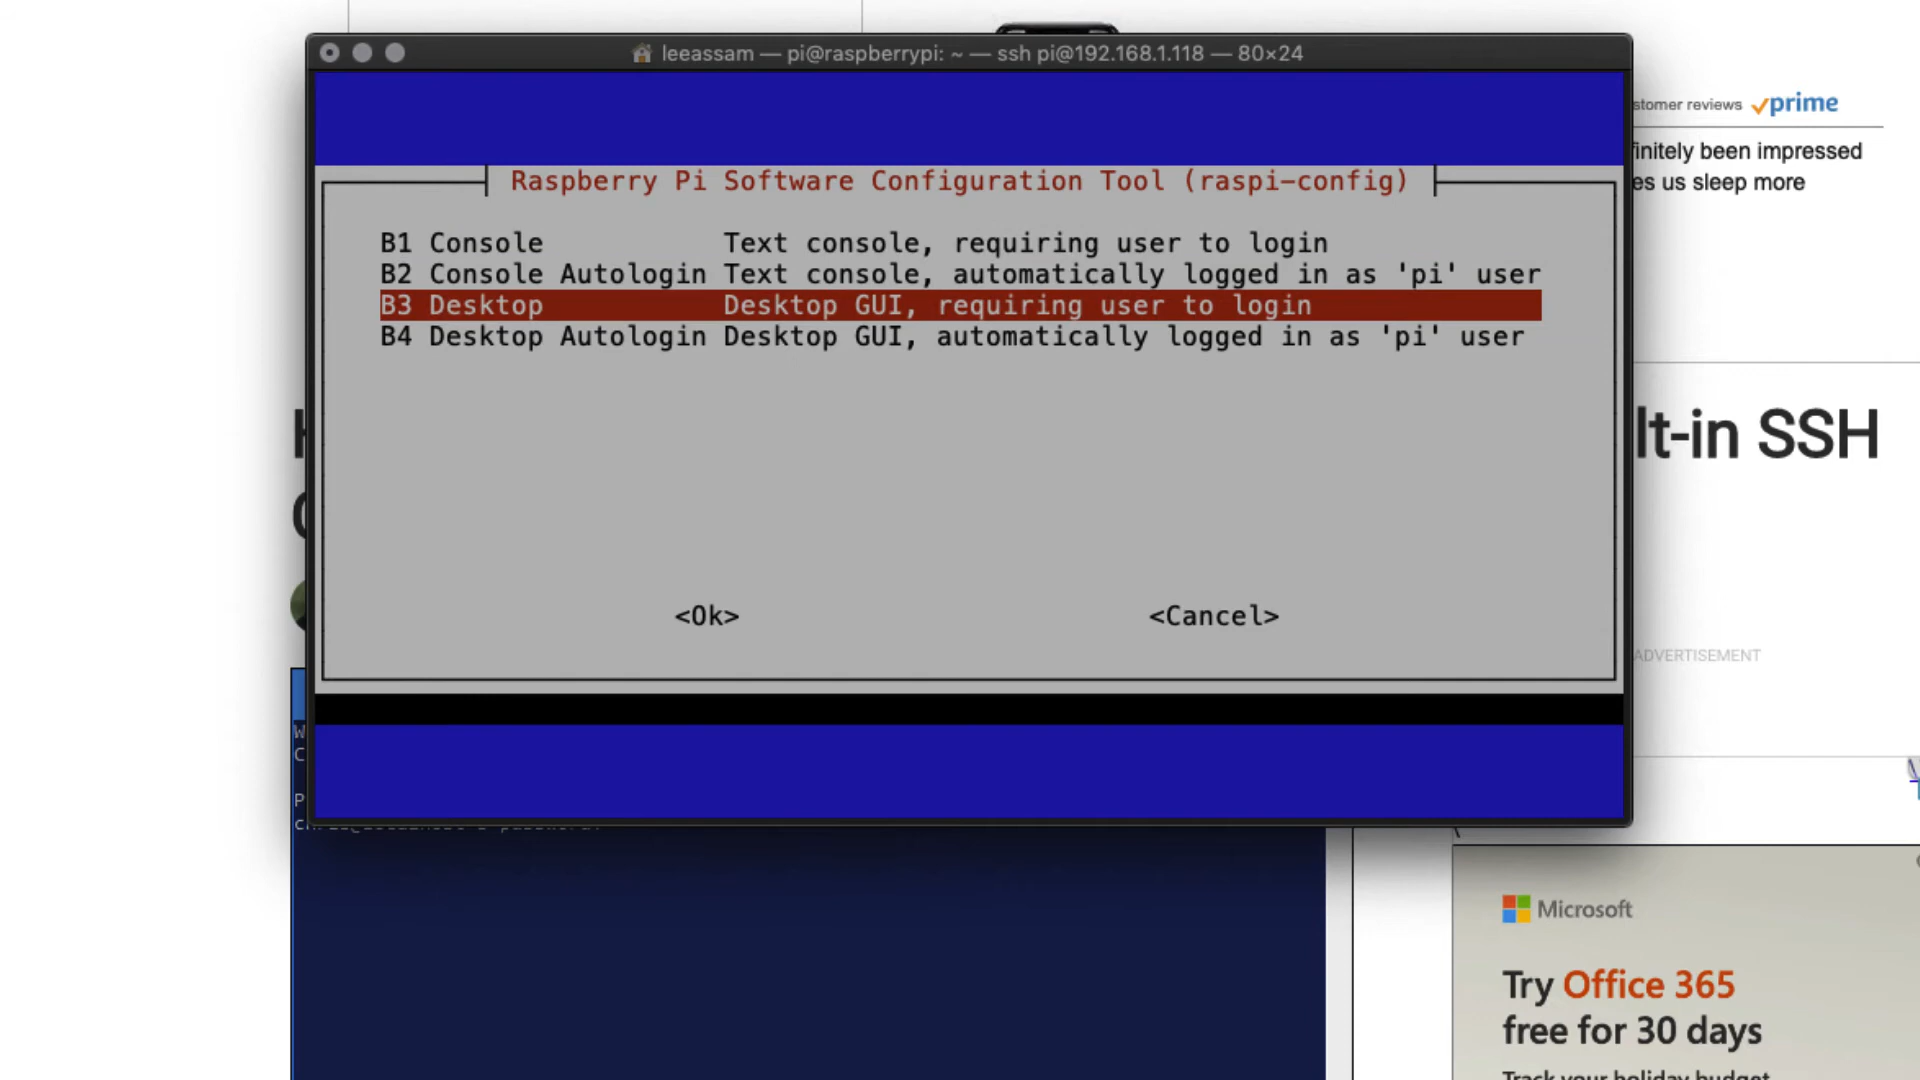 leeassam — pi@raspberrypi: ~ — ssh pi@192.168.1.118 — 80×24
stomer reviews prime
finitely been impressed
es us sleep more
Raspberry Pi Software Configuration Tool (raspi-config)
B1 Console Text console, requiring user to login
B2 Console Autologin Text console, automatically logged in as 'pi' user
B3 Desktop Desktop GUI, requiring user to login
B4 Desktop Autologin Desktop GUI, automatically logged in as 'pi' user
lt-in SSH
<Ok> <Cancel>
ADVERTISEMENT
W
C
P
Microsoft
Try Office 365
free for 30 days
Track your holiday budget